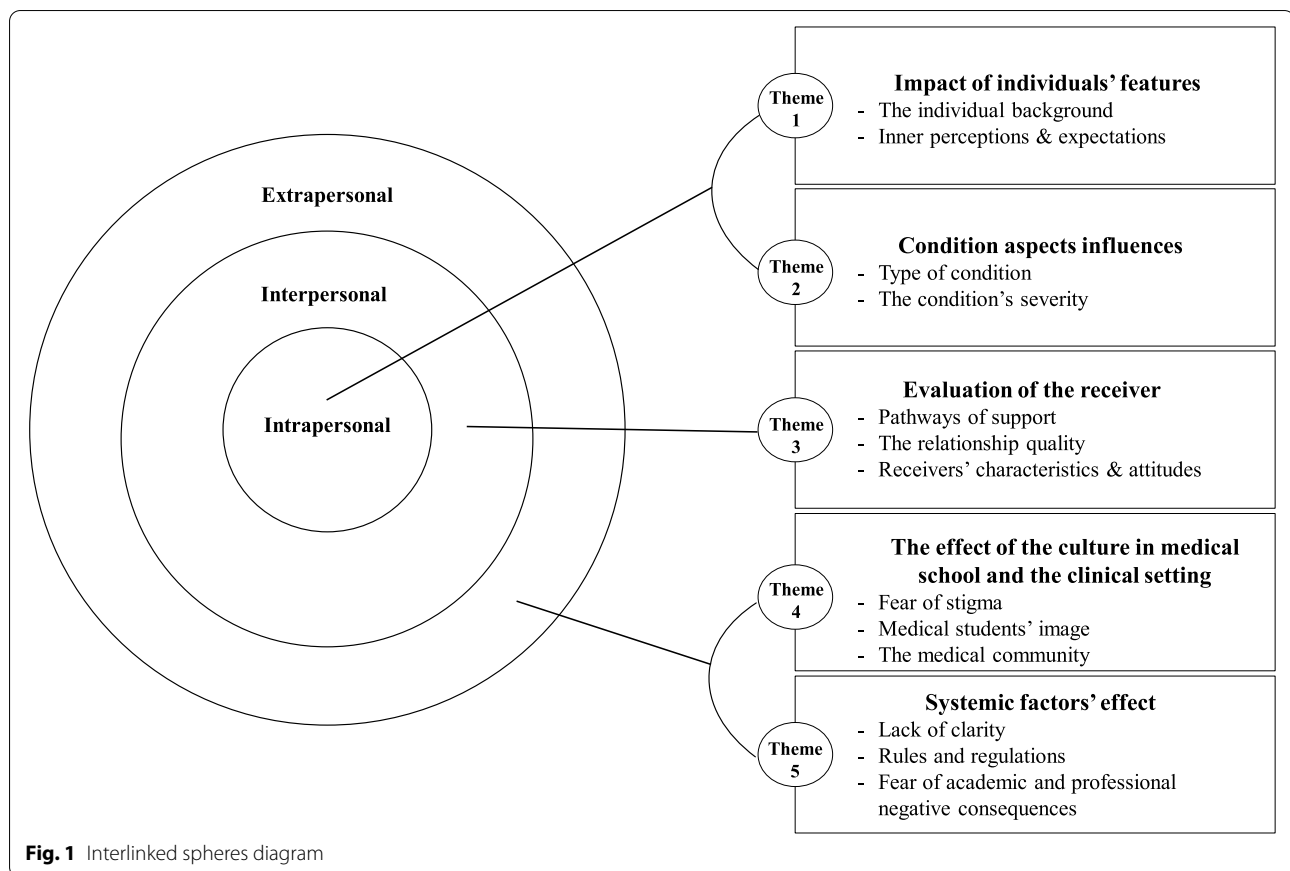 Extrapersonal
Interpersonal
Intrapersonal
Theme
1
Impact of individuals’ features
- The individual background
- Inner perceptions & expectations
Theme
2
Condition aspects influences
- Type of condition
- The condition’s severity
Theme
3
Evaluation of the receiver
- Pathways of support
- The relationship quality
- Receivers’ characteristics & attitudes
Theme
4
The effect of the culture in medical
school and the clinical setting
- Fear of stigma
- Medical students’ image
- The medical community
Theme
5
Systemic factors’ effect
- Lack of clarity
- Rules and regulations
- Fear of academic and professional
negative consequences
Fig. 1 Interlinked spheres diagram